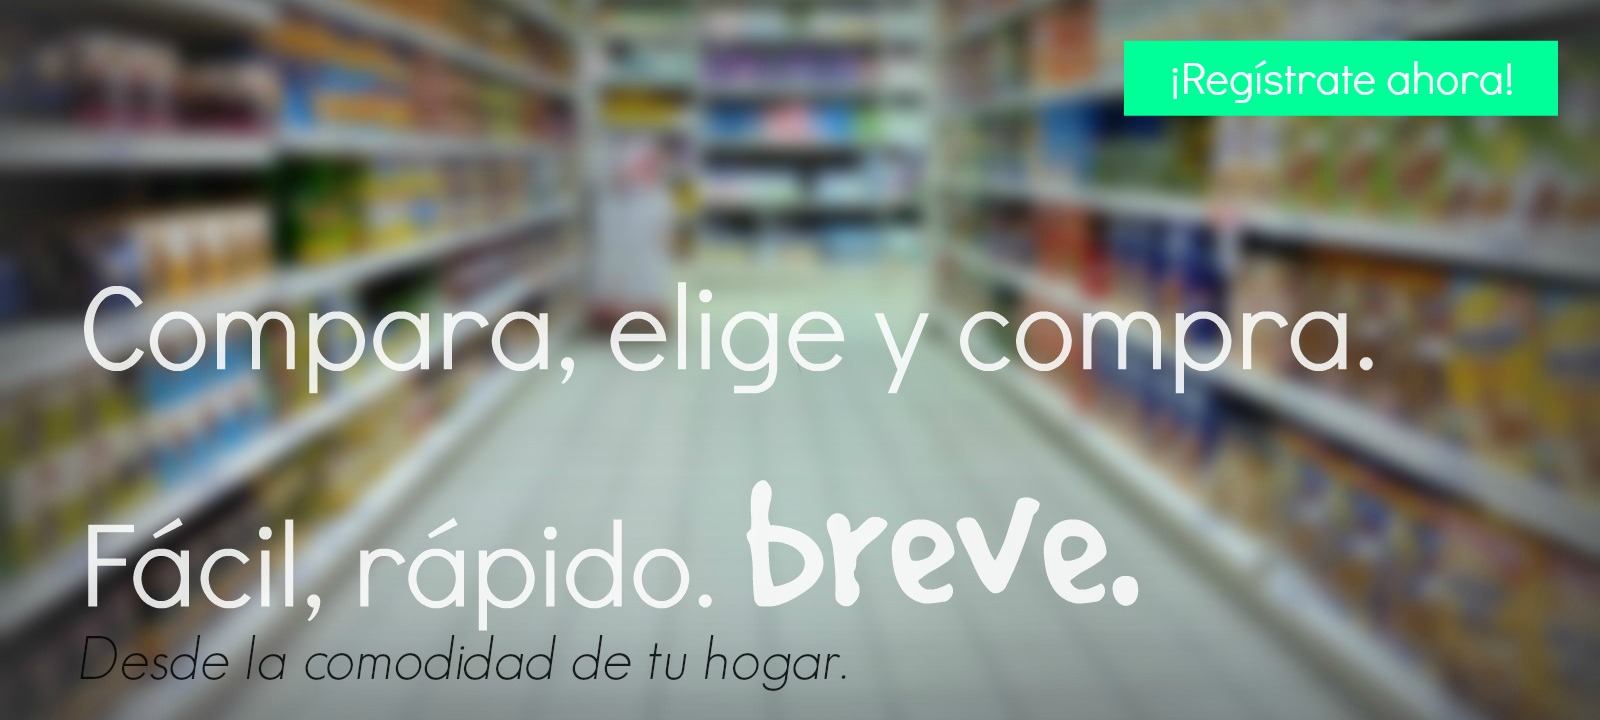 ¡Regístrate ahora!
Compara, elige y compra.
Fácil, rápido. breve.
Desde la comodidad de tu hogar.